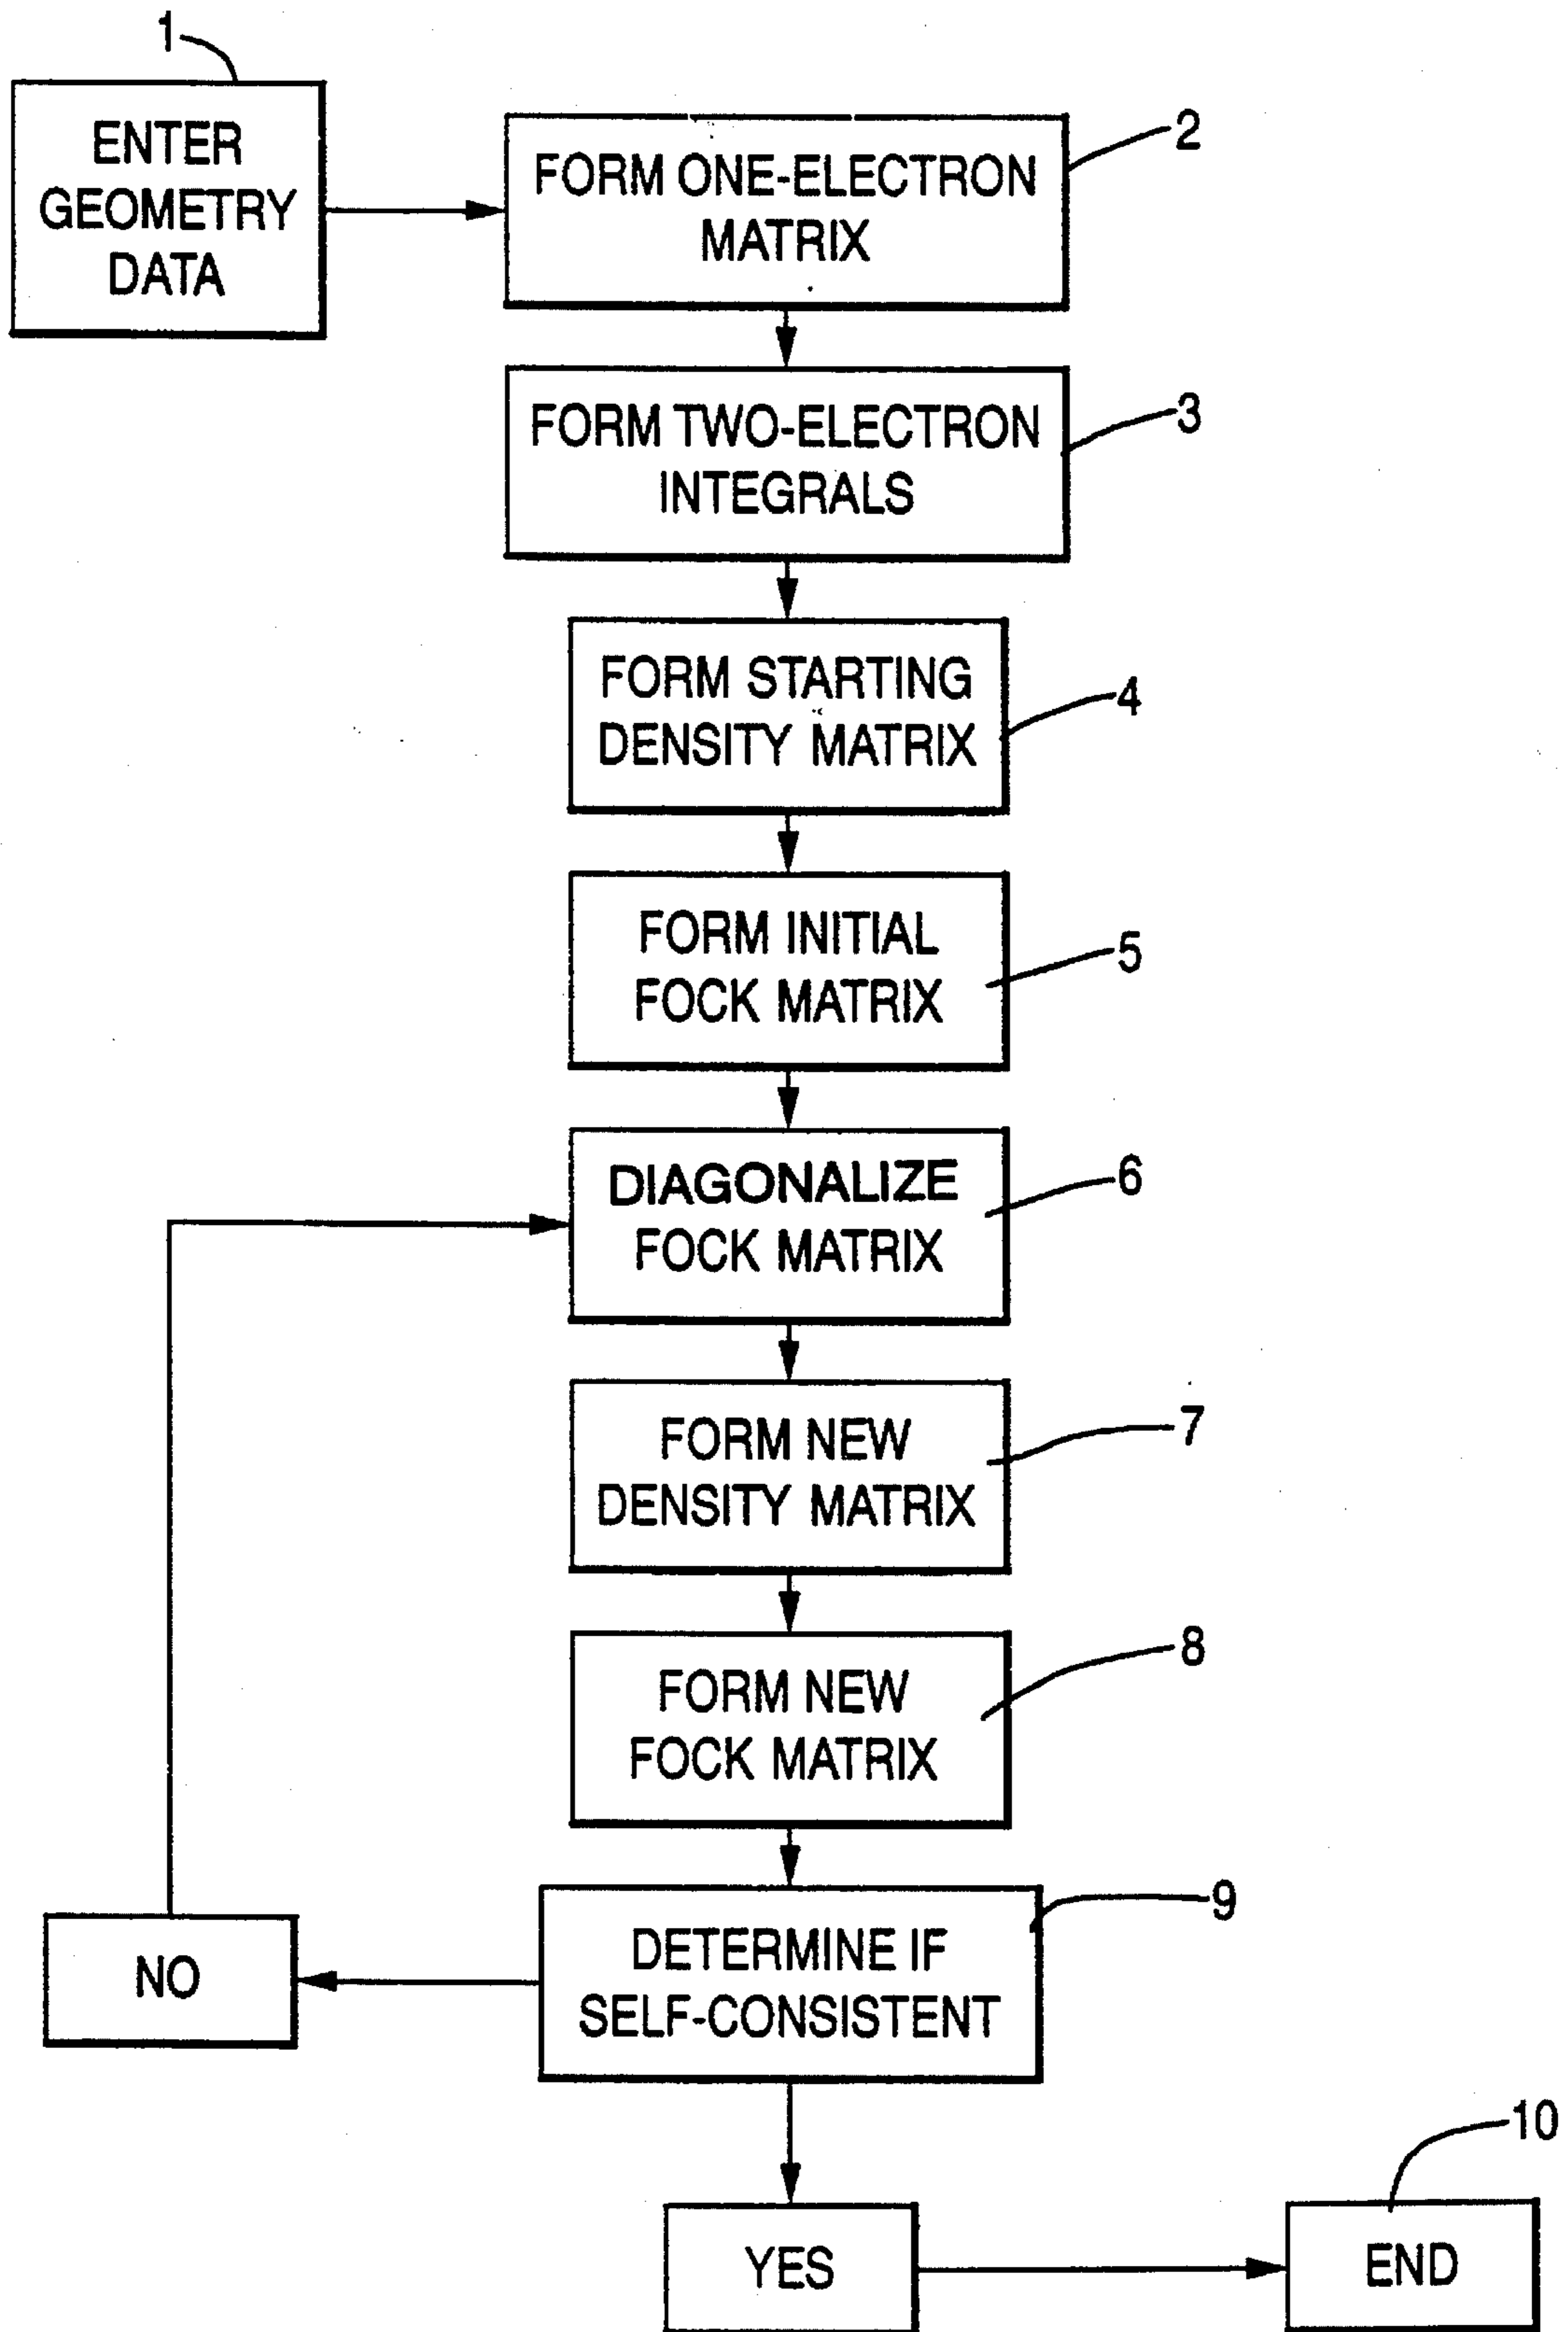 1
ENTER
GEOMETRY
DATA
2
FORM ONE-ELECTRON
MATRIX
3
FORM TWO-ELECTRON
INTEGRALS
4
FORM STARTING
DENSITY MATRIX
5
FORM INITIAL
FOCK MATRIX
6
DIAGONALIZE
FOCK MATRIX
7
FORM NEW
DENSITY MATRIX
8
FORM NEW
FOCK MATRIX
9
DETERMINE IF
SELF-CONSISTENT
NO
YES
10
END